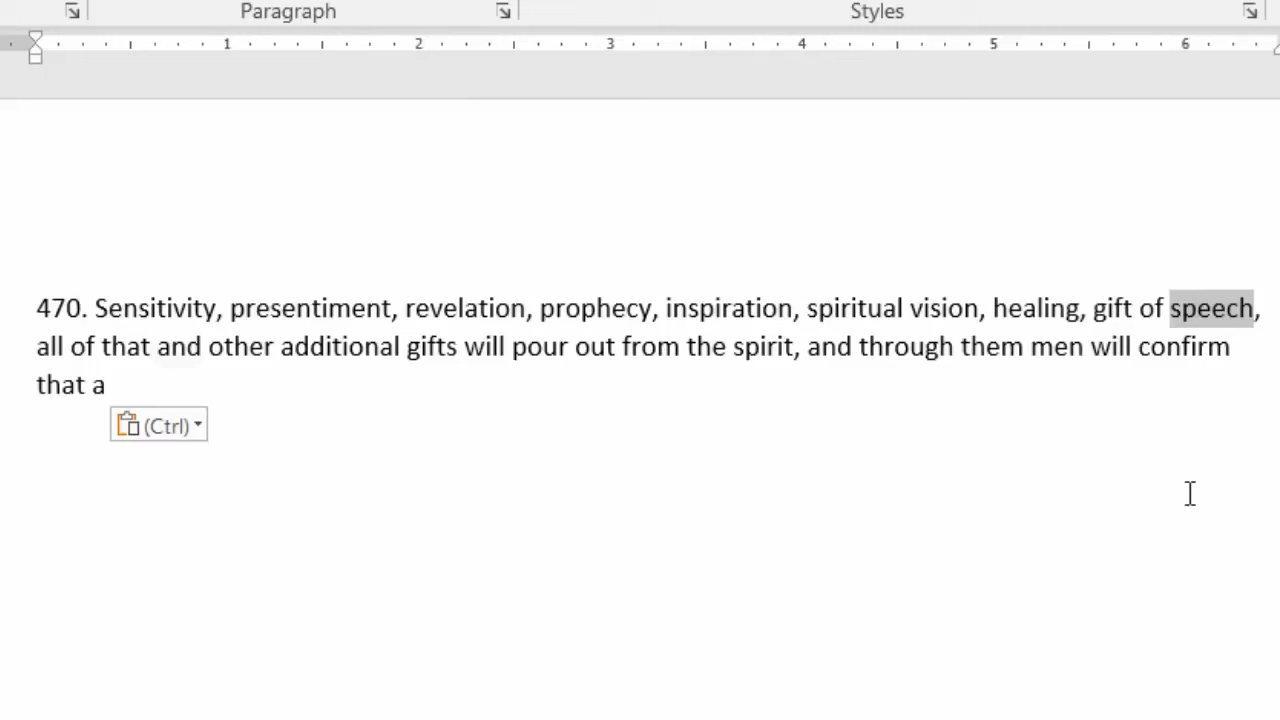 Paragraph Styles
1 2 3 4 5 6
470. Sensitivity, presentiment, revelation, prophecy, inspiration, spiritual vision, healing, gift of speech,
all of that and other additional gifts will pour out from the spirit, and through them men will confirm
that a
(Ctrl)